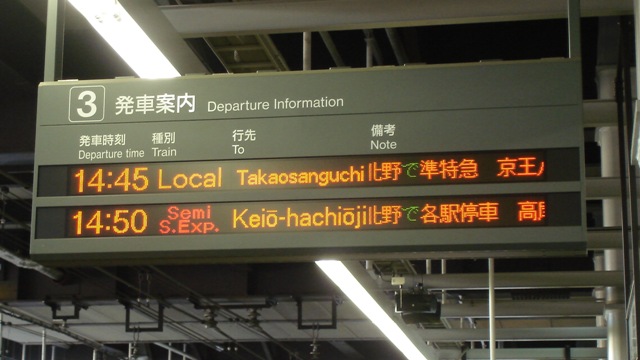 3 発車案内 Departure Information
発車時刻 種別 行先 備考
Departure time Train To Note
14:45 Local Takaosanguchi 北野で準特急 京王
14:50 Semi S.Exp. Keiō-hachiōji 北野で各駅停車 高